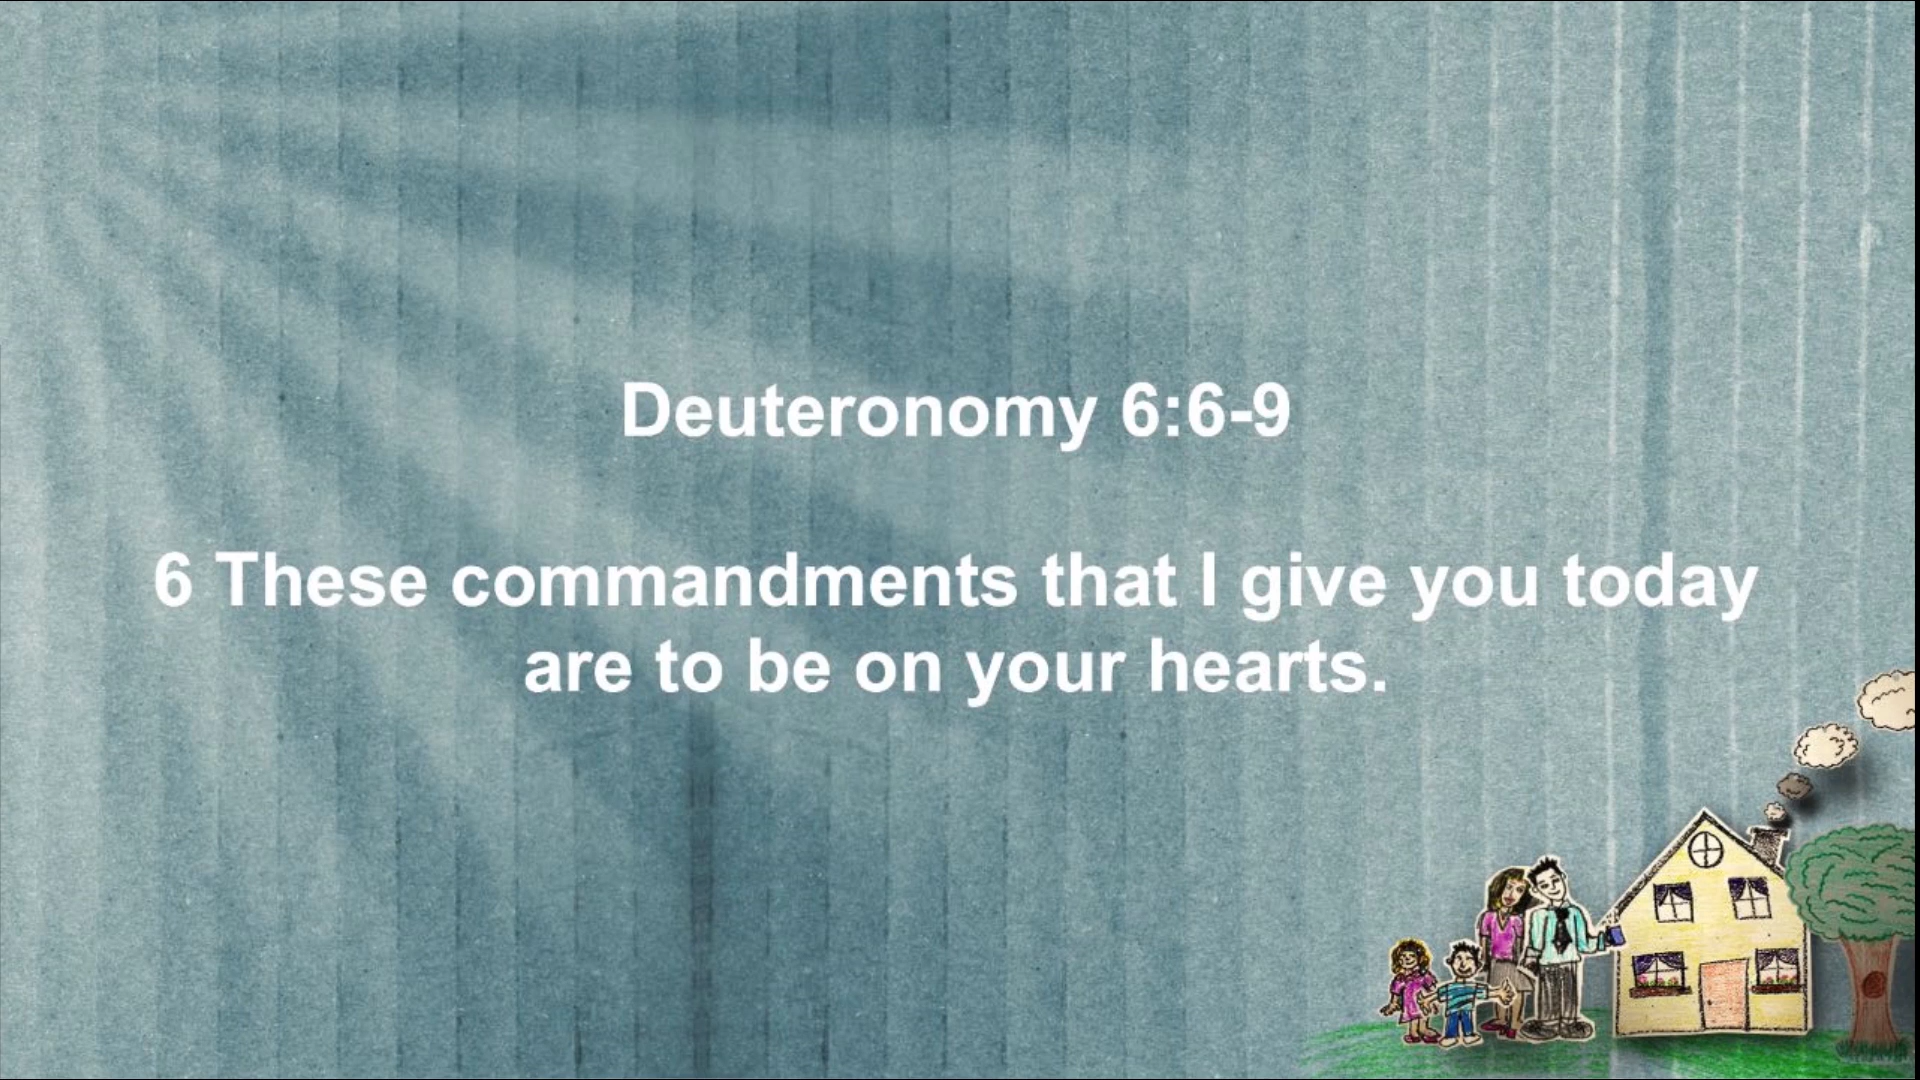 Deuteronomy 6:6-9
6 These commandments that I give you today
are to be on your hearts.